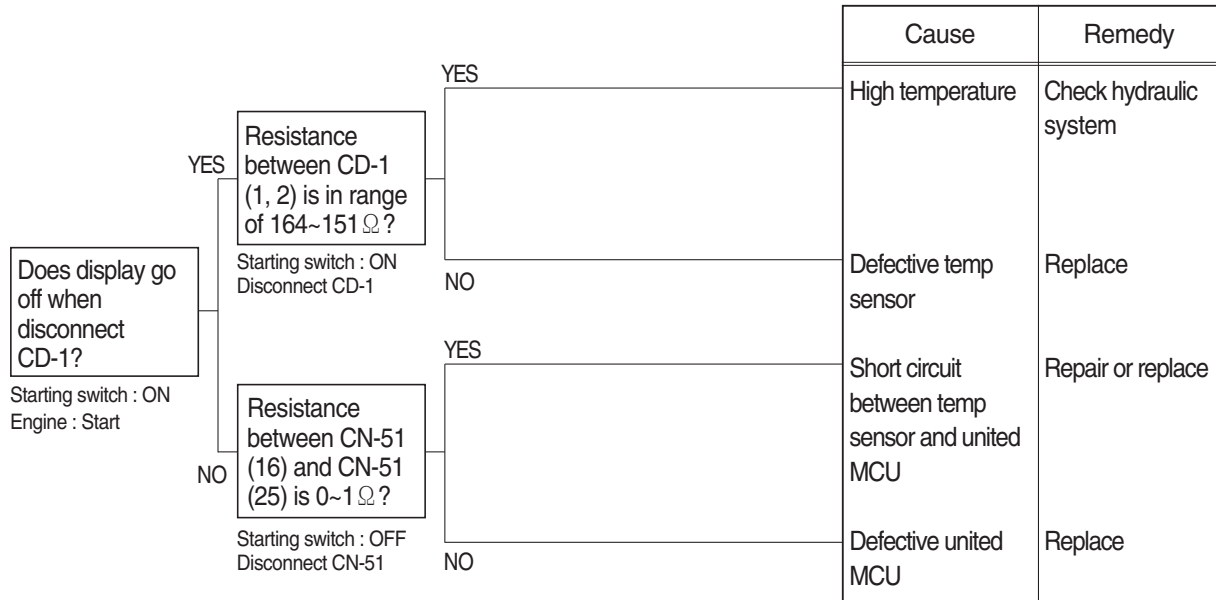 Cause
Remedy
YES
High temperature
Check hydraulic
system
Resistance
between CD-1
(1, 2) is in range
of 164~151Ω?
YES
Starting switch : ON
Disconnect CD-1
NO
Defective temp
sensor
Replace
Does display go
off when
disconnect
CD-1?
Starting switch : ON
Engine : Start
YES
Short circuit
between temp
sensor and united
MCU
Repair or replace
Resistance
between CN-51
(16) and CN-51
(25) is 0~1Ω?
NO
Starting switch : OFF
Disconnect CN-51
NO
Defective united
MCU
Replace